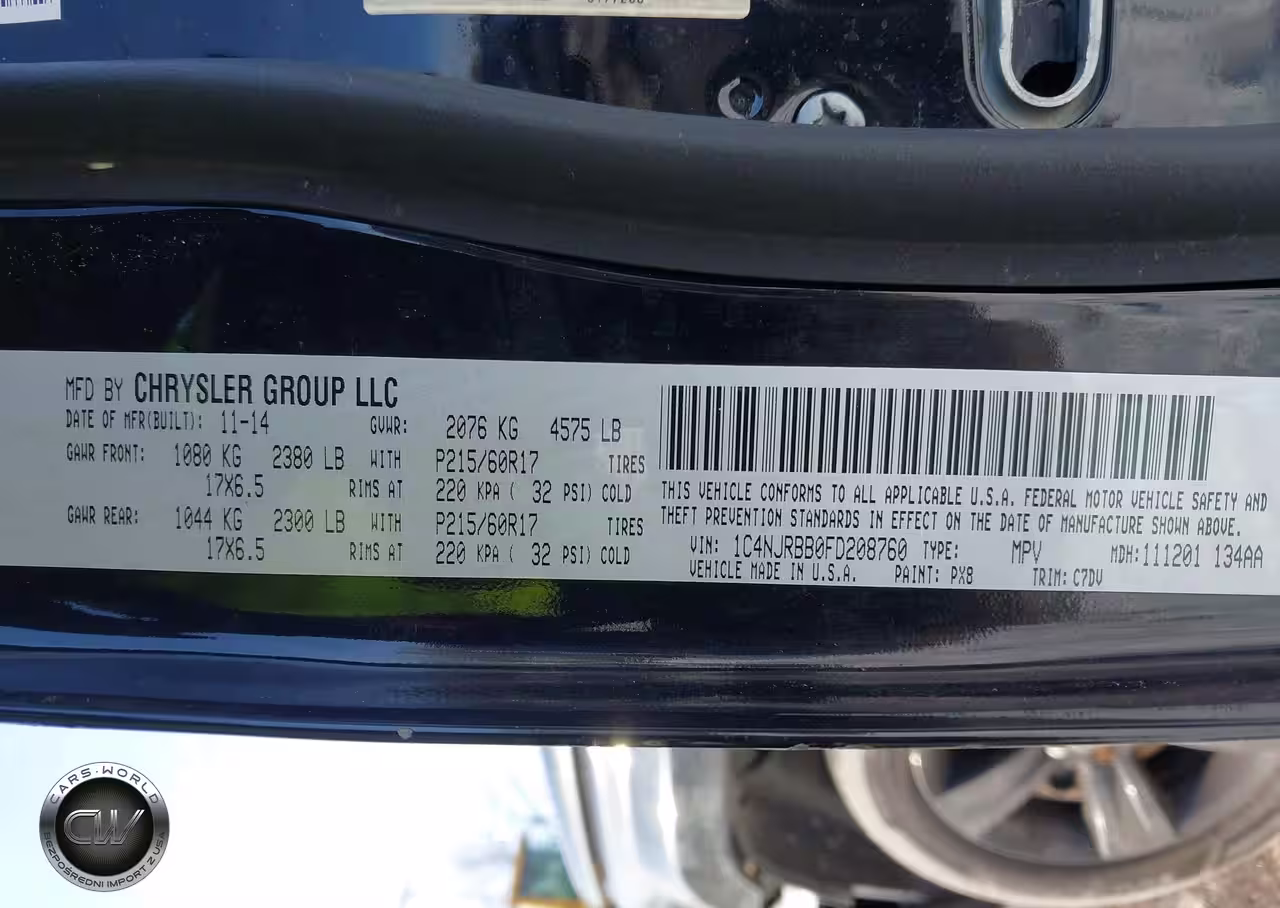 MFD BY CHRYSLER GROUP LLC
DATE OF MFR(BUILT): 11-14 GVWR: 2076 KG 4575 LB
GAWR FRONT: 1080 KG 2380 LB WITH P215/60R17 TIRES
17X6.5 RIMS AT 220 KPA ( 32 PSI) COLD
GAWR REAR: 1044 KG 2300 LB WITH P215/60R17 TIRES
17X6.5 RIMS AT 220 KPA ( 32 PSI) COLD
THIS VEHICLE CONFORMS TO ALL APPLICABLE U.S.A. FEDERAL MOTOR VEHICLE SAFETY AND
THEFT PREVENTION STANDARDS IN EFFECT ON THE DATE OF MANUFACTURE SHOWN ABOVE.
VIN: 1C4NJRBB0FD208760 TYPE: MPV MDH: 111201 134AA
VEHICLE MADE IN U.S.A. PAINT: PX8 TRIM: C7DV
CARS-WORLD
CW
BEZPOŚREDNI IMPORT Z USA